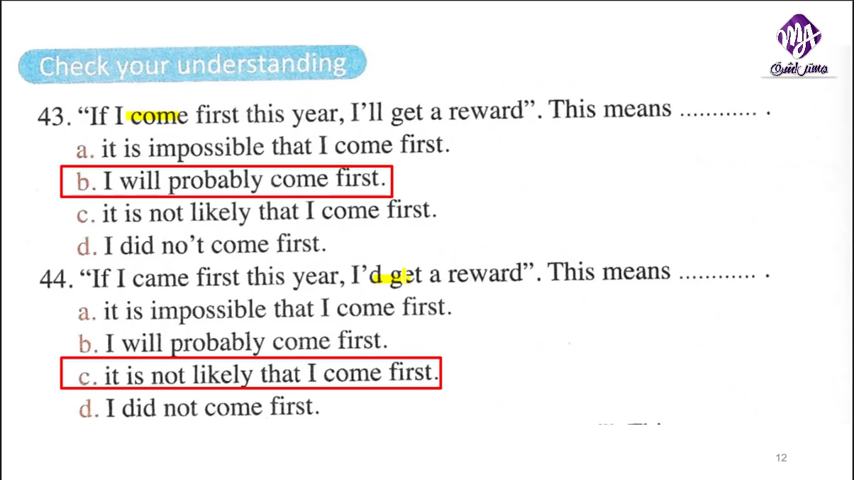 Check your understanding
MA
مستر اكشن
43. “If I come first this year, I’ll get a reward”. This means ............ .
a. it is impossible that I come first.
b. I will probably come first.
c. it is not likely that I come first.
d. I did no’t come first.
44. “If I came first this year, I’d get a reward”. This means ............ .
a. it is impossible that I come first.
b. I will probably come first.
c. it is not likely that I come first.
d. I did not come first.
12